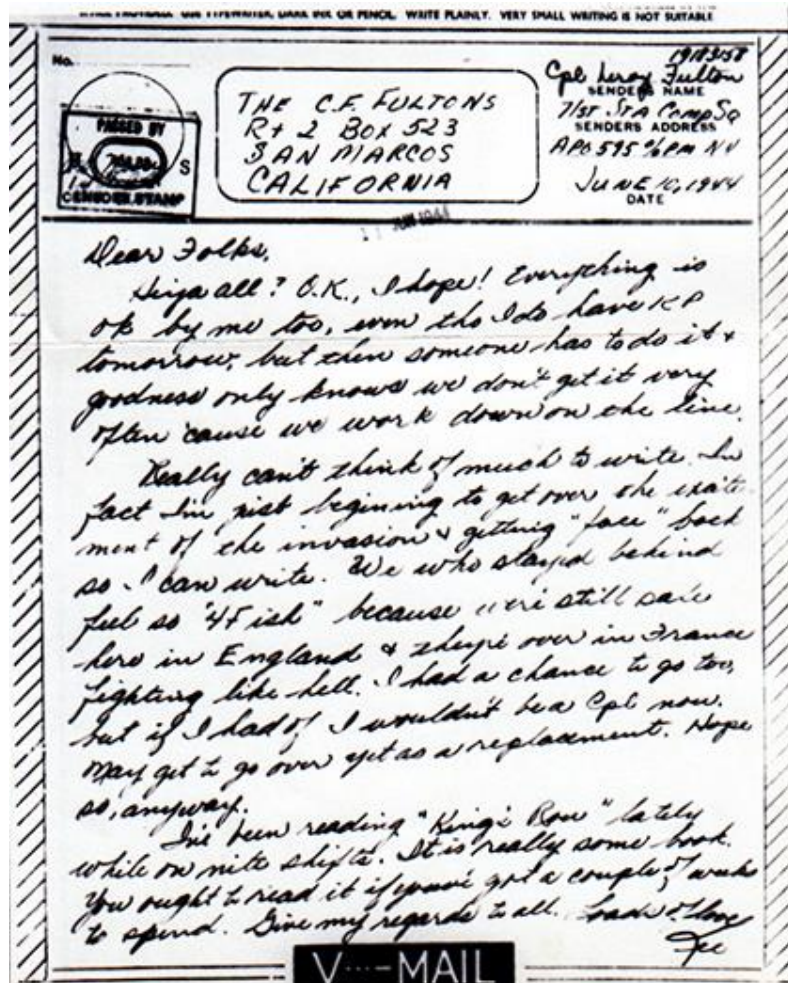 USE TYPEWRITER, DARK INK OR PENCIL. WRITE PLAINLY. VERY SMALL WRITING IS NOT SUITABLE.
No.
19183158
Cpl Leroy Fulton
SENDER'S NAME
71st Sta Comp Sq
SENDERS ADDRESS
APO 595 % PM NY
JUNE 10, 1944
DATE
THE C.F. FULTONS
Rt 2 Box 523
SAN MARCOS
CALIFORNIA
PASSED BY
S
CENSOR STAMP
JUN 1944
Dear Folks,
Hiya all? O.K., I hope! Everything is
ok by me too, even tho I do have KP
tomorrow, but then someone has to do it &
goodness only knows we don't get it very
often 'cause we work down on the line.
Really can't think of much to write. In
fact I'm just begining to get over the excite-
ment of the invasion & getting "face" back
so I can write. We who stayed behind
feel so "4F ish" because we're still safe
here in England & they're over in France
fighting like hell. I had a chance to go too,
but if I had of I wouldn't be a Cpl now.
May get to go over yet as a replacement. Hope
so, anyway.
I've been reading "King's Row" lately
while on nite shifts. It is really some book.
You ought to read it if you've got a couple of weeks
to spend. Give my regards to all. Loads of love
V···–MAIL